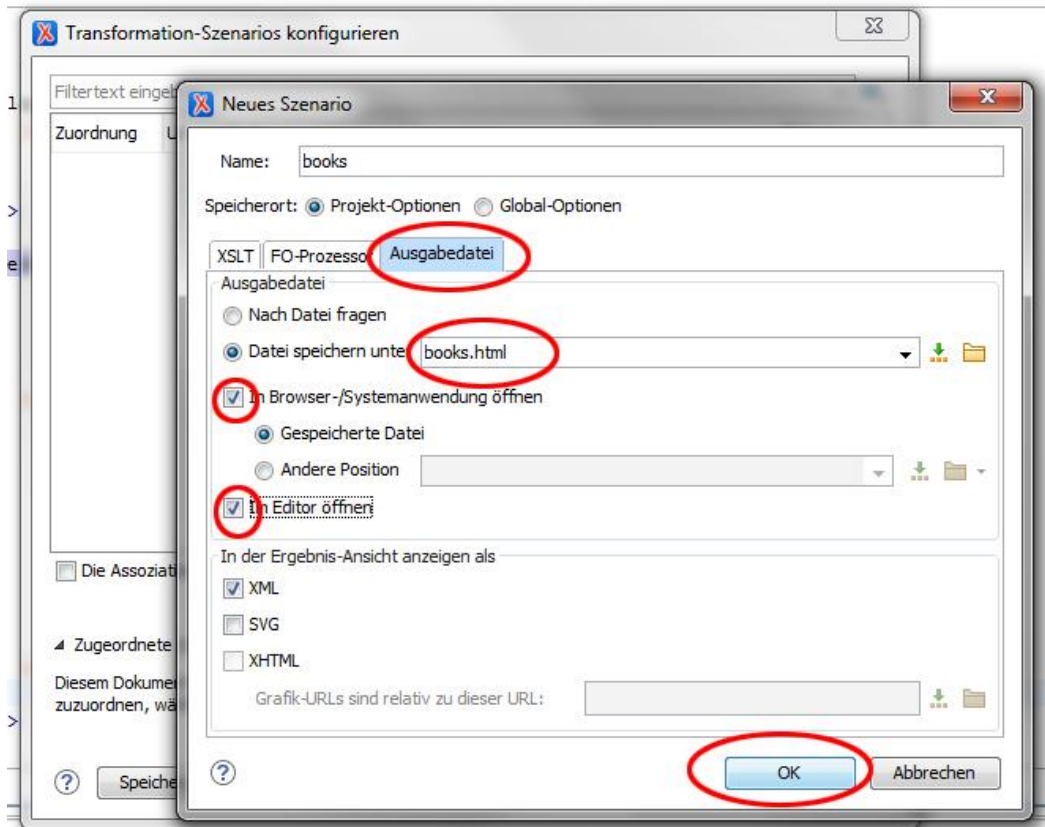 Transformation-Szenarios konfigurieren
Filtertext eingeb
Zuordnung
Neues Szenario
Name: books
Speicherort: Projekt-Optionen Global-Optionen
XSLT FO-Prozessor Ausgabedatei
Ausgabedatei
Nach Datei fragen
Datei speichern unte books.html
In Browser-/Systemanwendung öffnen
Gespeicherte Datei
Andere Position
In Editor öffnen
In der Ergebnis-Ansicht anzeigen als
Die Assoziati
XML
SVG
Zugeordnete
XHTML
Diesem Dokumen
zuzuordnen, wä
Grafik-URLs sind relativ zu dieser URL:
? Speiche
? OK Abbrechen